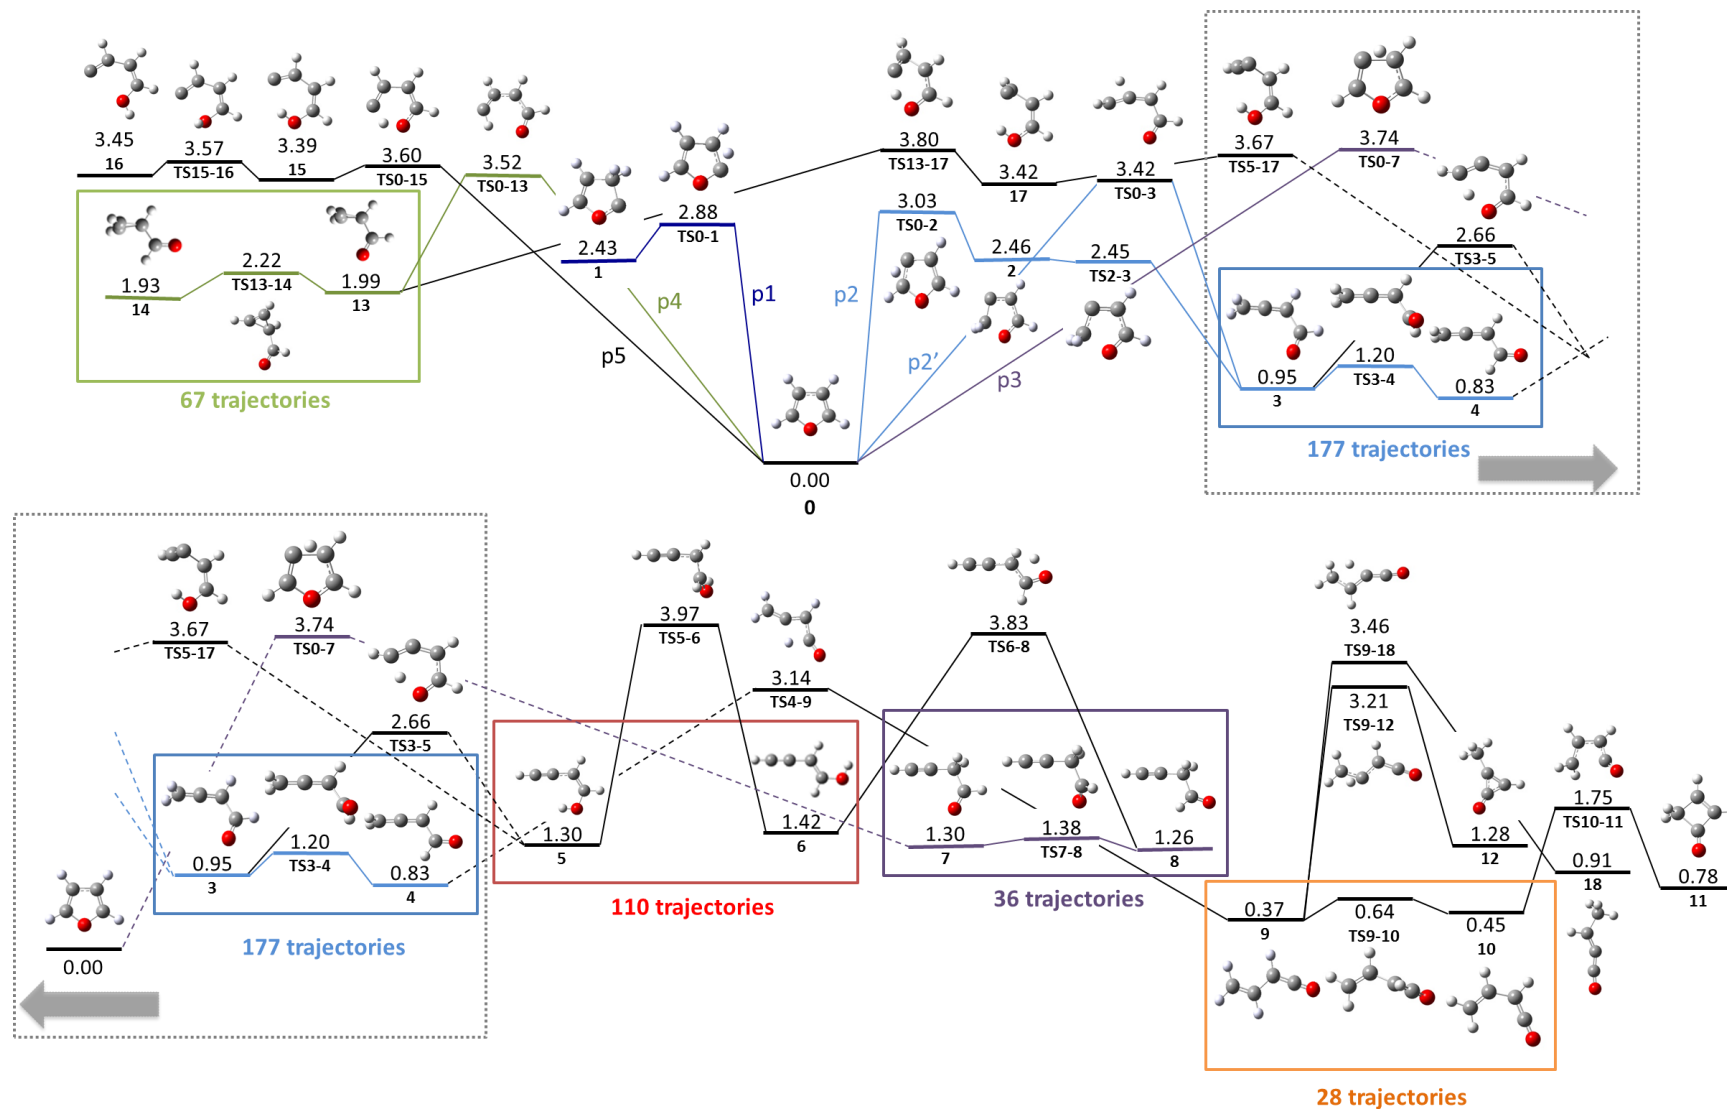 3.45
16
3.57
TS15-16
3.39
15
3.60
TS0-15
3.52
TS0-13
2.43
1
2.88
TS0-1
3.80
TS13-17
3.42
17
3.42
TS0-3
3.67
TS5-17
3.74
TS0-7
3.03
TS0-2
2.46
2
2.45
TS2-3
2.66
TS3-5
1.93
14
2.22
TS13-14
1.99
13
67 trajectories
p5
p4
p1
p2
p2’
p3
0.95
3
1.20
TS3-4
0.83
4
177 trajectories
0.00
0
3.67
TS5-17
3.74
TS0-7
2.66
TS3-5
0.95
3
1.20
TS3-4
0.83
4
177 trajectories
0.00
3.97
TS5-6
3.14
TS4-9
1.30
5
1.42
6
110 trajectories
3.83
TS6-8
1.30
7
1.38
TS7-8
1.26
8
36 trajectories
3.46
TS9-18
3.21
TS9-12
1.28
12
1.75
TS10-11
0.91
18
0.78
11
0.37
9
0.64
TS9-10
0.45
10
28 trajectories